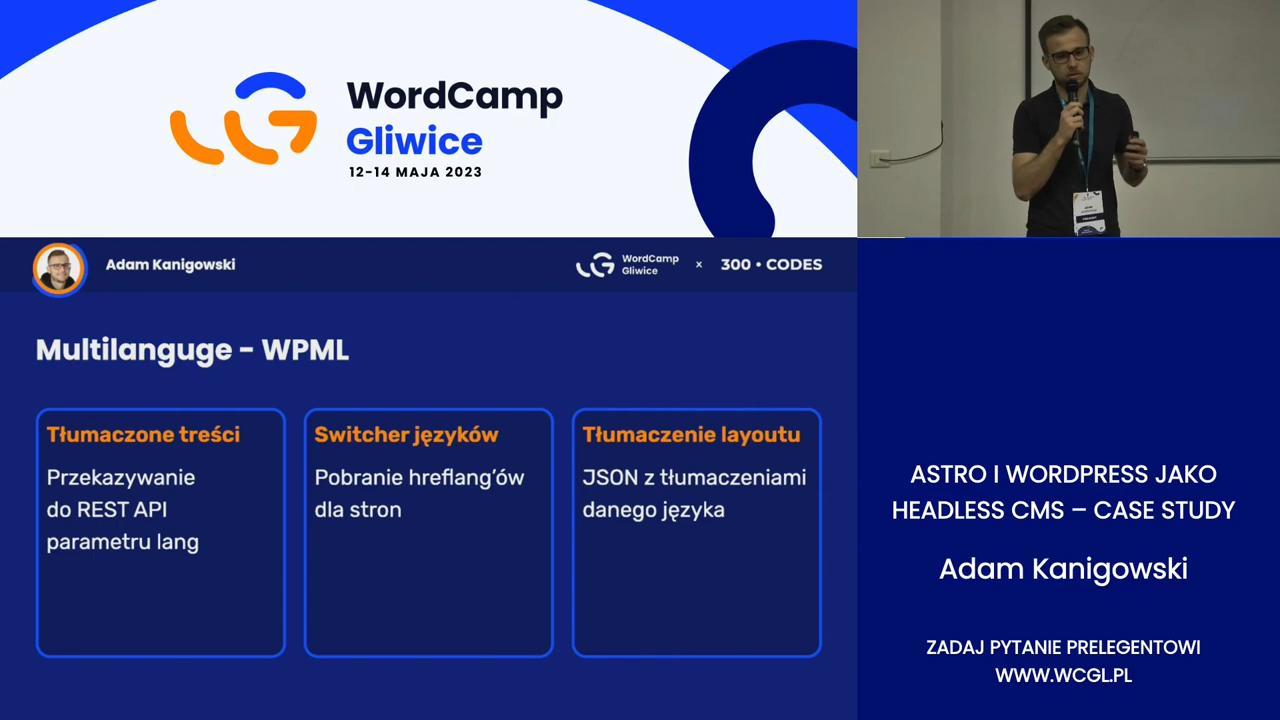 WordCamp
Gliwice
12-14 MAJA 2023
Adam Kanigowski
WordCamp
Gliwice
x
300 • CODES
Multilanguge - WPML
Tłumaczone treści
Przekazywanie
do REST API
parametru lang
Switcher języków
Pobranie hreflang’ów
dla stron
Tłumaczenie layoutu
JSON z tłumaczeniami
danego języka
ASTRO I WORDPRESS JAKO
HEADLESS CMS – CASE STUDY
Adam Kanigowski
ZADAJ PYTANIE PRELEGENTOWI
WWW.WCGL.PL